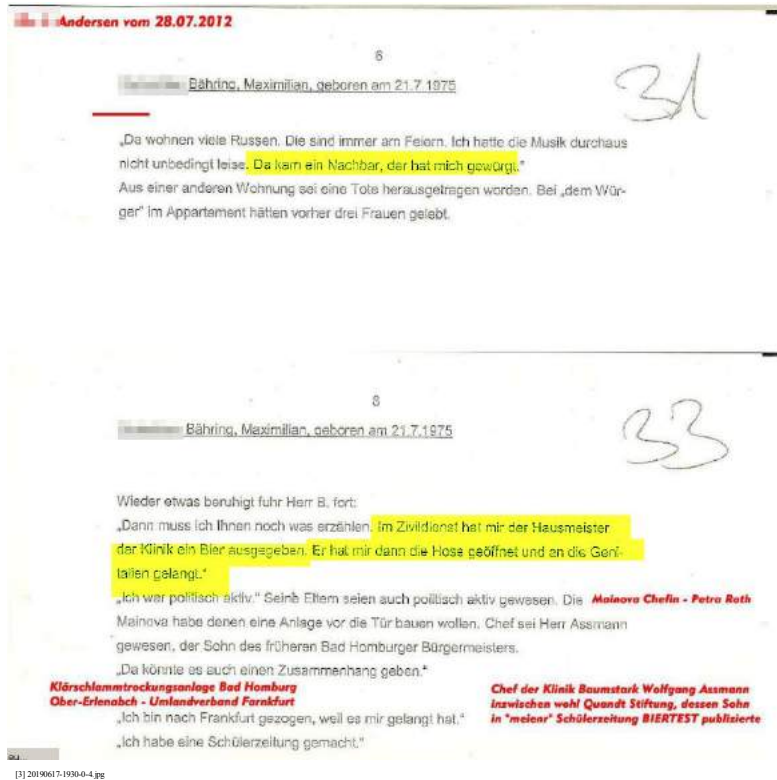 Andersen vom 28.07.2012
6
31
Bähring, Maximilian, geboren am 21.7.1975
„Da wohnen viele Russen. Die sind immer am Feiern. Ich hatte die Musik durchaus
nicht unbedingt leise. Da kam ein Nachbar, der hat mich gewürgt."
Aus einer anderen Wohnung sei eine Tote herausgetragen worden. Bei „dem Wür-
ger" im Appartement hätten vorher drei Frauen gelebt.
8
33
Bähring, Maximilian, geboren am 21.7.1975
Wieder etwas beruhigt fuhr Herr B. fort:
„Dann muss ich Ihnen noch was erzählen. Im Zivildienst hat mir der Hausmeister
der Klinik ein Bier ausgegeben. Er hat mir dann die Hose geöffnet und an die Geni-
talien gelangt."
„Ich war politisch aktiv." Seine Eltern seien auch politisch aktiv gewesen. Die Mainova Chefin - Petra Roth
Mainova habe denen eine Anlage vor die Tür bauen wollen. Chef sei Herr Assmann
gewesen, der Sohn des früheren Bad Homburger Bürgermeisters.
„Da könnte es auch einen Zusammenhang geben."
Klärschlammtrockungsanlage Bad Homburg
Ober-Erlenabch - Umlandverband Farnkfurt
Chef der Klinik Baumstark Wolfgang Assmann
inzwischen wohl Quandt Stiftung, dessen Sohn
in "meienr" Schülerzeitung BIERTEST publizierte
„Ich bin nach Frankfurt gezogen, weil es mir gelangt hat."
„Ich habe eine Schülerzeitung gemacht."
[3] 20190617-1930-0-4.jpg